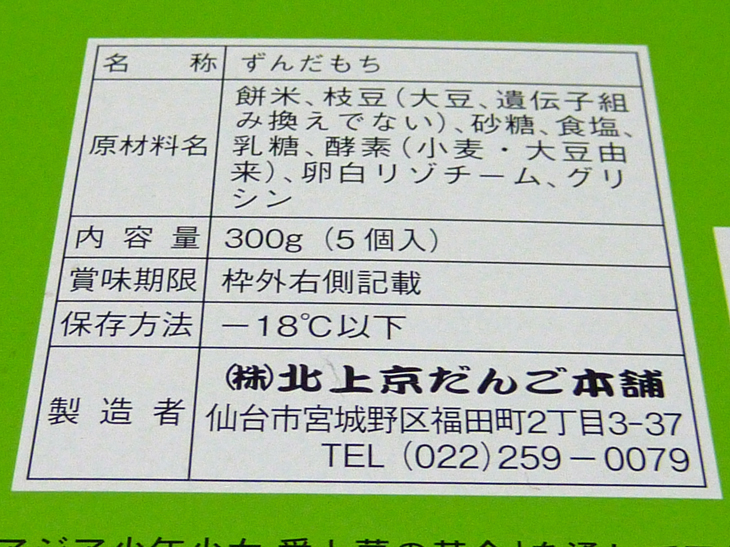 名称 ずんだもち
原材料名 餅米、枝豆(大豆、遺伝子組
み換えでない)、砂糖、食塩、
乳糖、酵素(小麦・大豆由
来)、卵白リゾチーム、グリ
シン
内容量 300g(5個入)
賞味期限 枠外右側記載
保存方法 −18℃以下
製造者 ㈱北上京だんご本舗
仙台市宮城野区福田町2丁目3-37
TEL(022)259−0079